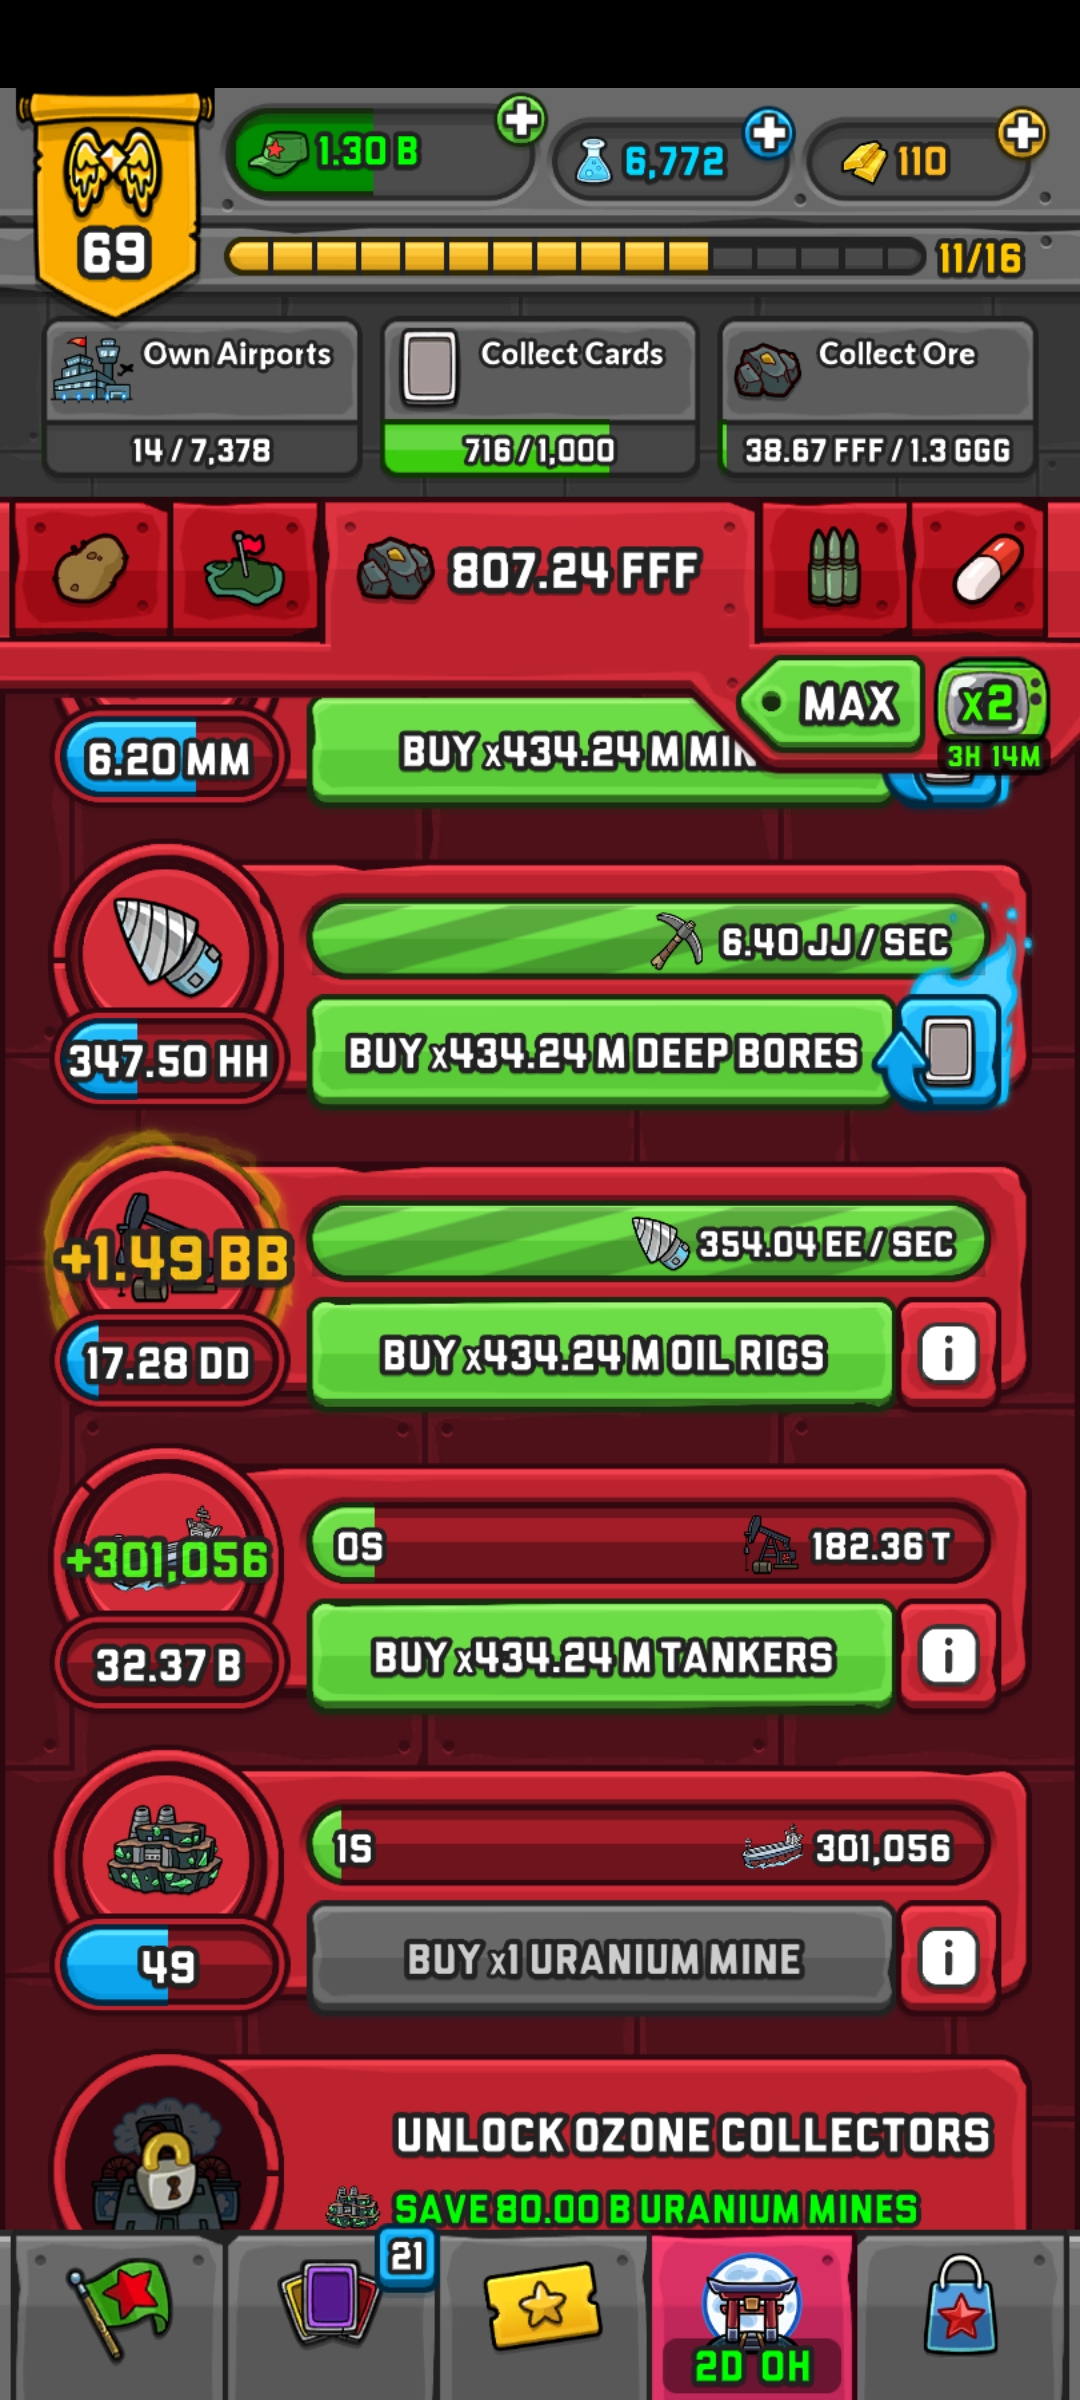 69
1.30 B
6,772
110
11/16
Own Airports
14 / 7,378
Collect Cards
716 / 1,000
Collect Ore
38.67 FFF / 1.3 GGG
807.24 FFF
MAX
x2
3H 14M
6.20 MM
BUY x434.24 M
6.40 JJ / SEC
347.50 HH
BUY x434.24 M DEEP BORES
+1.49 BB
354.04 EE / SEC
17.28 DD
BUY x434.24 M OIL RIGS
i
+301,056
0S
182.36 T
32.37 B
BUY x434.24 M TANKERS
i
1S
301,056
49
BUY x1 URANIUM MINE
i
UNLOCK OZONE COLLECTORS
SAVE 80.00 B URANIUM MINES
21
2D 0H